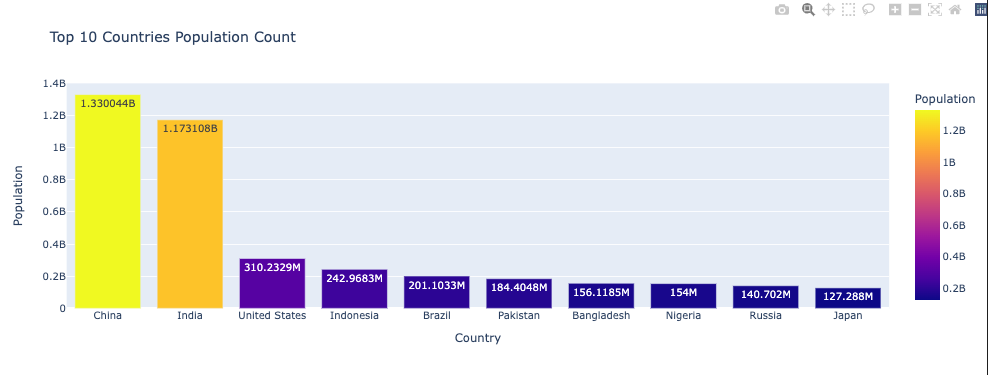 Top 10 Countries Population Count
Population
1.4B
1.2B
1B
0.8B
0.6B
0.4B
0.2B
0
1.330044B
1.173108B
310.2329M
242.9683M
201.1033M
184.4048M
156.1185M
154M
140.702M
127.288M
China
India
United States
Indonesia
Brazil
Pakistan
Bangladesh
Nigeria
Russia
Japan
Country
Population
1.2B
1B
0.8B
0.6B
0.4B
0.2B